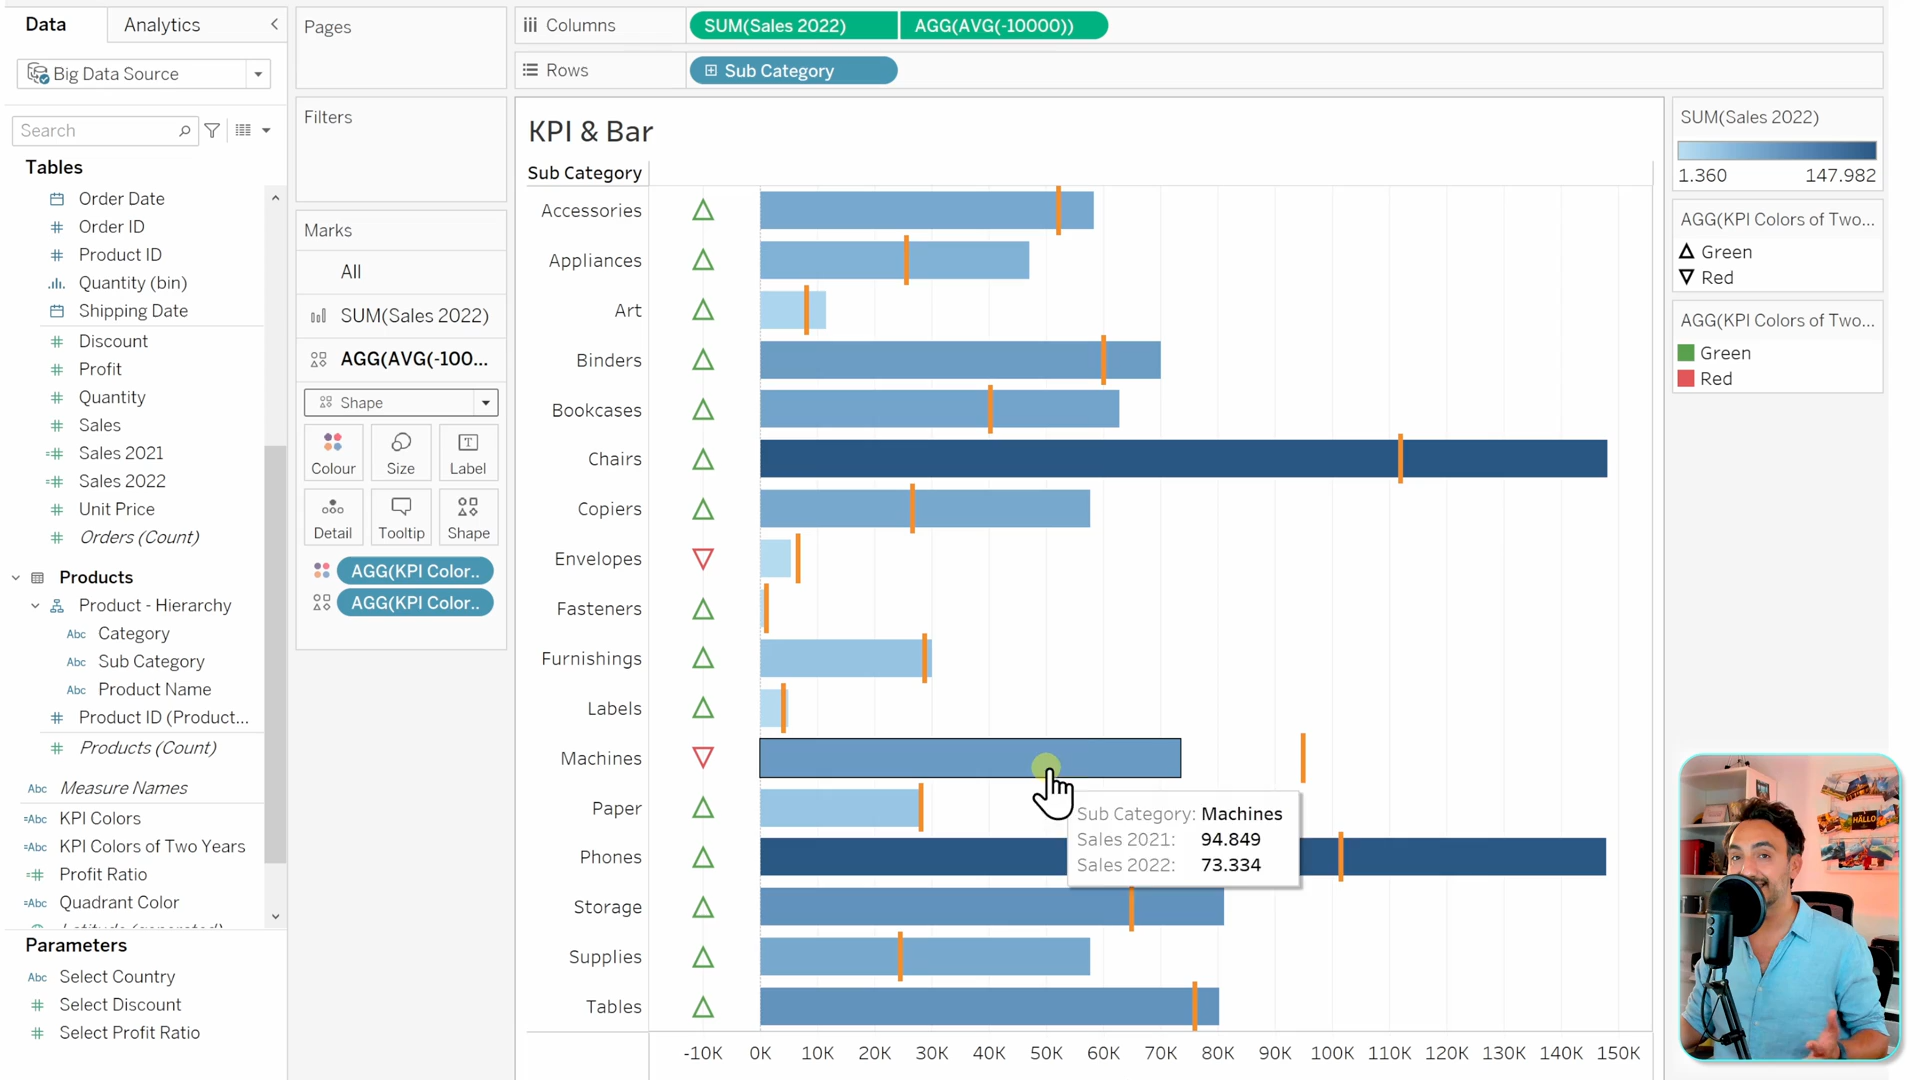 Data
Analytics
Big Data Source
Search
Tables
Order Date
Order ID
Product ID
Quantity (bin)
Shipping Date
Discount
Profit
Quantity
Sales
Sales 2021
Sales 2022
Unit Price
Orders (Count)
Products
Product - Hierarchy
Abc Category
Abc Sub Category
Abc Product Name
Product ID (Product...
Products (Count)
Abc Measure Names
=Abc KPI Colors
=Abc KPI Colors of Two Years
Profit Ratio
=Abc Quadrant Color
Parameters
Abc Select Country
Select Discount
Select Profit Ratio
Pages
Filters
Marks
All
SUM(Sales 2022)
AGG(AVG(-100...
Shape
Colour
Size
Label
Detail
Tooltip
Shape
AGG(KPI Color..
AGG(KPI Color..
Columns
SUM(Sales 2022)
AGG(AVG(-10000))
Rows
Sub Category
KPI & Bar
Sub Category
Accessories
Appliances
Art
Binders
Bookcases
Chairs
Copiers
Envelopes
Fasteners
Furnishings
Labels
Machines
Paper
Phones
Storage
Supplies
Tables
Sub Category: Machines
Sales 2021: 94.849
Sales 2022: 73.334
-10K 0K 10K 20K 30K 40K 50K 60K 70K 80K 90K 100K 110K 120K 130K 140K 150K
SUM(Sales 2022)
1.360 147.982
AGG(KPI Colors of Two...
Green
Red
AGG(KPI Colors of Two...
Green
Red